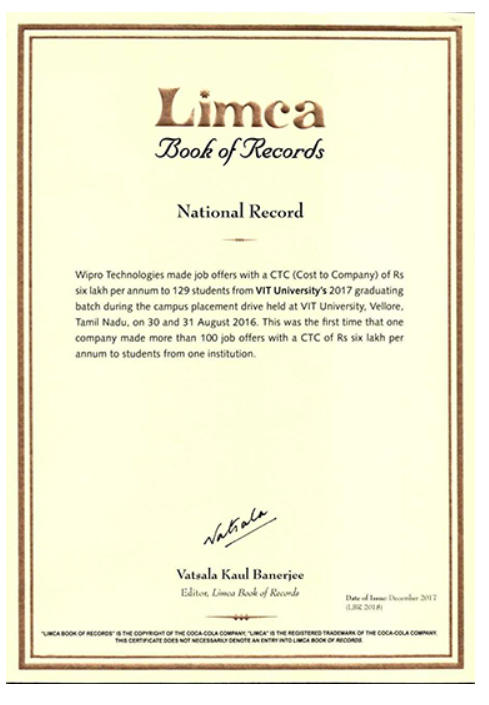 Limca
Book of Records
National Record
Wipro Technologies made job offers with a CTC (Cost to Company) of Rs
six lakh per annum to 129 students from VIT University's 2017 graduating
batch during the campus placement drive held at VIT University, Vellore,
Tamil Nadu, on 30 and 31 August 2016. This was the first time that one
company made more than 100 job offers with a CTC of Rs six lakh per
annum to students from one institution.
Vatsala
Vatsala Kaul Banerjee
Editor, Limca Book of Records
Date of Issue: December 2017
(LBR 2018)
"LIMCA BOOK OF RECORDS" IS THE COPYRIGHT OF THE COCA-COLA COMPANY. "LIMCA" IS THE REGISTERED TRADEMARK OF THE COCA-COLA COMPANY.
THIS CERTIFICATE DOES NOT NECESSARILY DENOTE AN ENTRY INTO LIMCA BOOK OF RECORDS.